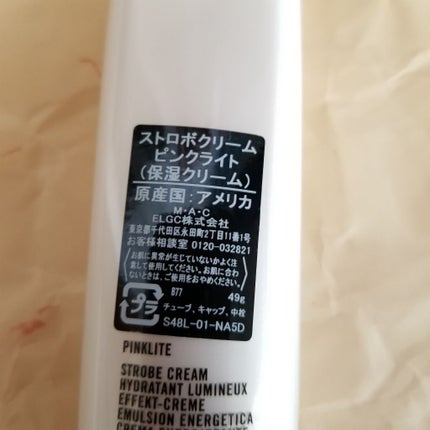 ストロボクリーム
ピンクライト
(保湿クリーム)
原産国:アメリカ
M・A・C
ELGC株式会社
東京都千代田区永田町2丁目11番1号
お客様相談室 0120-032821
お肌に異常が生じていないかよく注
意して使用してください。お肌に合わ
ないときは、ご使用をおやめください。
B77 49g
プラ
チューブ、キャップ、中栓
S48L-01-NA5D
PINKLITE
STROBE CREAM
HYDRATANT LUMINEUX
EFFEKT-CREME
EMULSION ENERGETICA